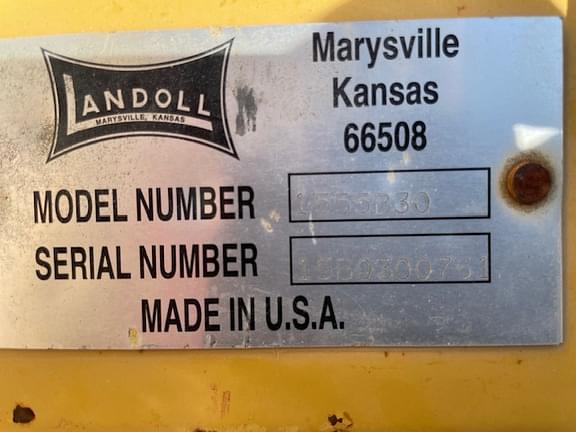 LANDOLL
MARYSVILLE, KANSAS
Marysville
Kansas
66508
MODEL NUMBER
SERIAL NUMBER
MADE IN U.S.A.